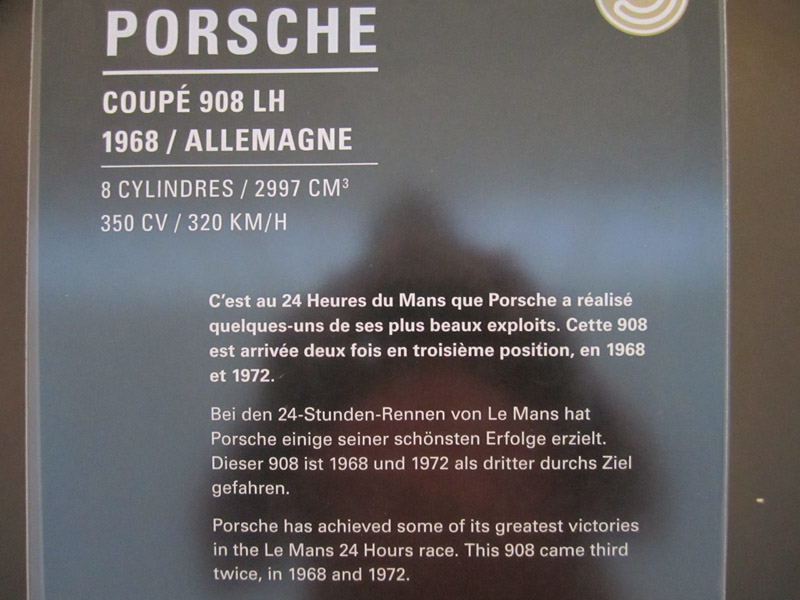 PORSCHE
COUPÉ 908 LH
1968 / ALLEMAGNE
8 CYLINDRES / 2997 CM³
350 CV / 320 KM/H
C'est au 24 Heures du Mans que Porsche a réalisé
quelques-uns de ses plus beaux exploits. Cette 908
est arrivée deux fois en troisième position, en 1968
et 1972.
Bei den 24-Stunden-Rennen von Le Mans hat
Porsche einige seiner schönsten Erfolge erzielt.
Dieser 908 ist 1968 und 1972 als dritter durchs Ziel
gefahren.
Porsche has achieved some of its greatest victories
in the Le Mans 24 Hours race. This 908 came third
twice, in 1968 and 1972.